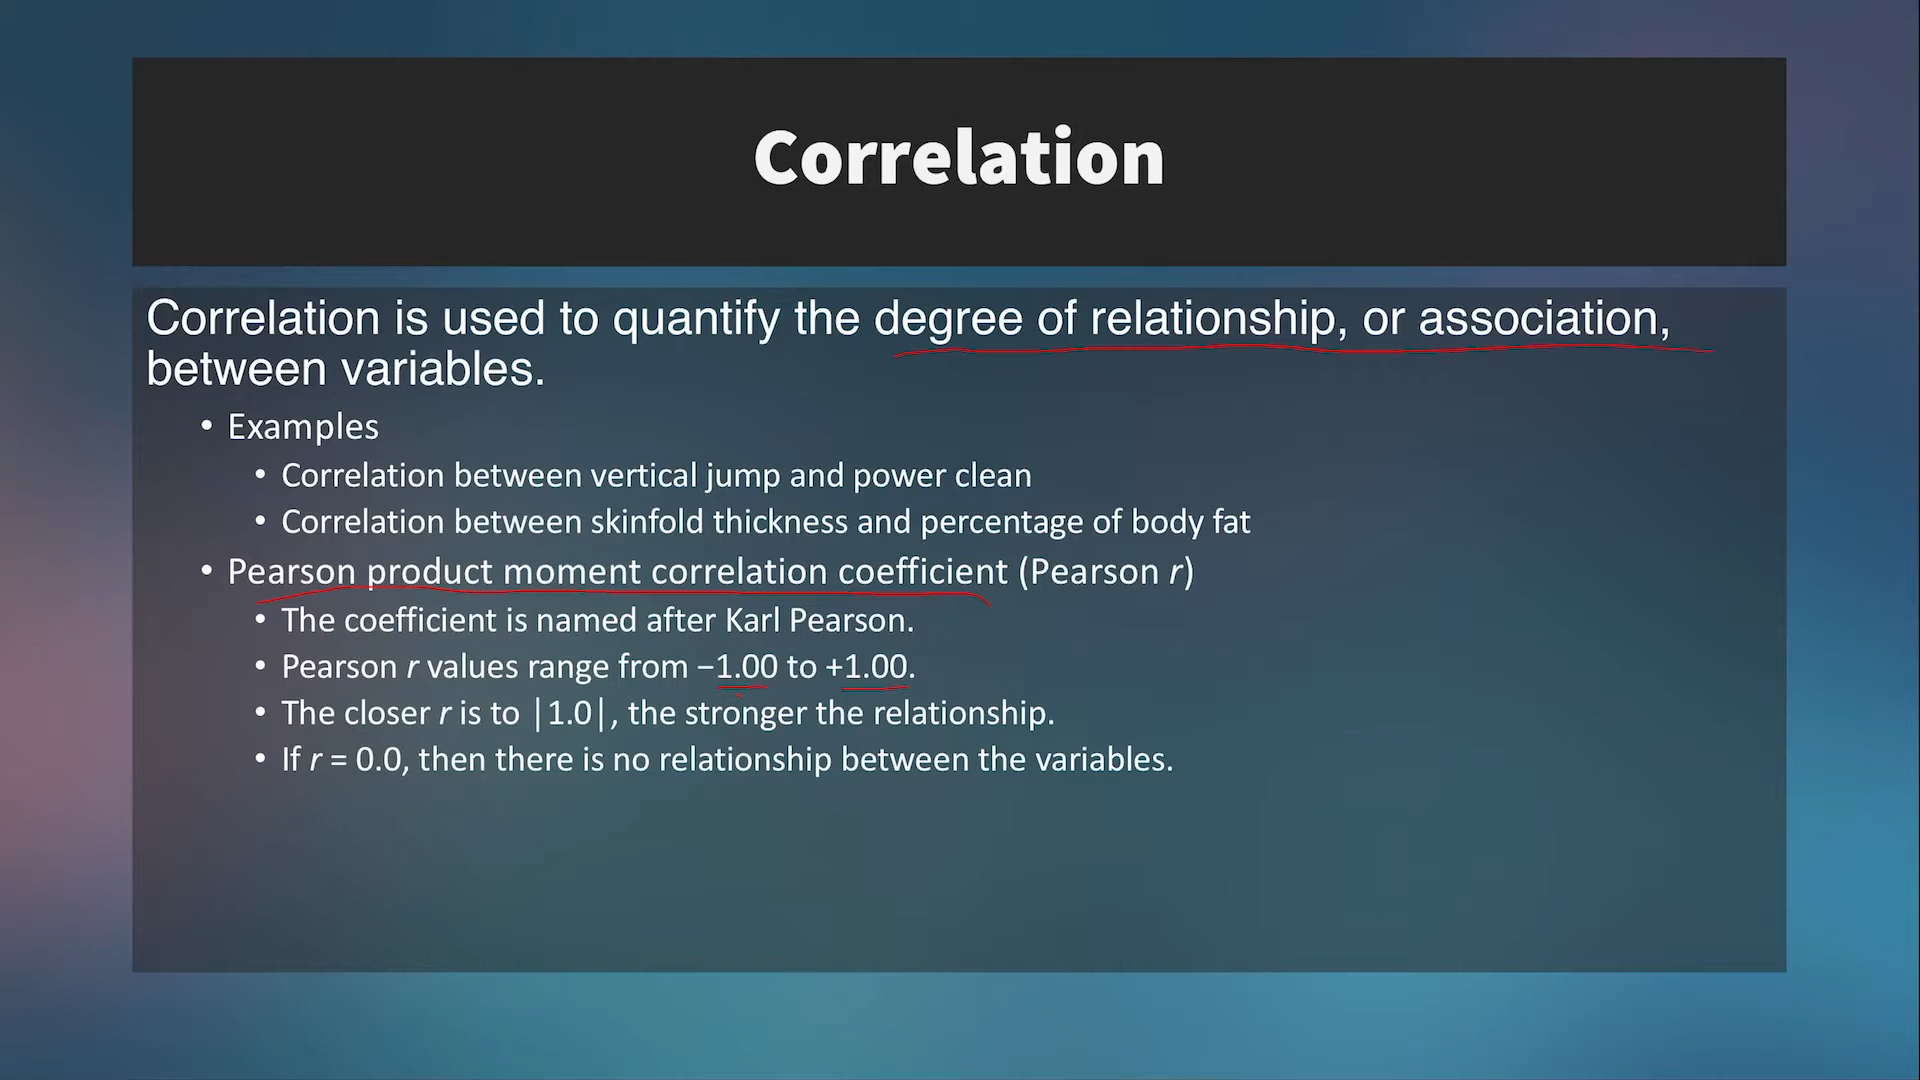 Correlation
Correlation is used to quantify the degree of relationship, or association,
between variables.
• Examples
• Correlation between vertical jump and power clean
• Correlation between skinfold thickness and percentage of body fat
• Pearson product moment correlation coefficient (Pearson r)
• The coefficient is named after Karl Pearson.
• Pearson r values range from −1.00 to +1.00.
• The closer r is to |1.0|, the stronger the relationship.
• If r = 0.0, then there is no relationship between the variables.